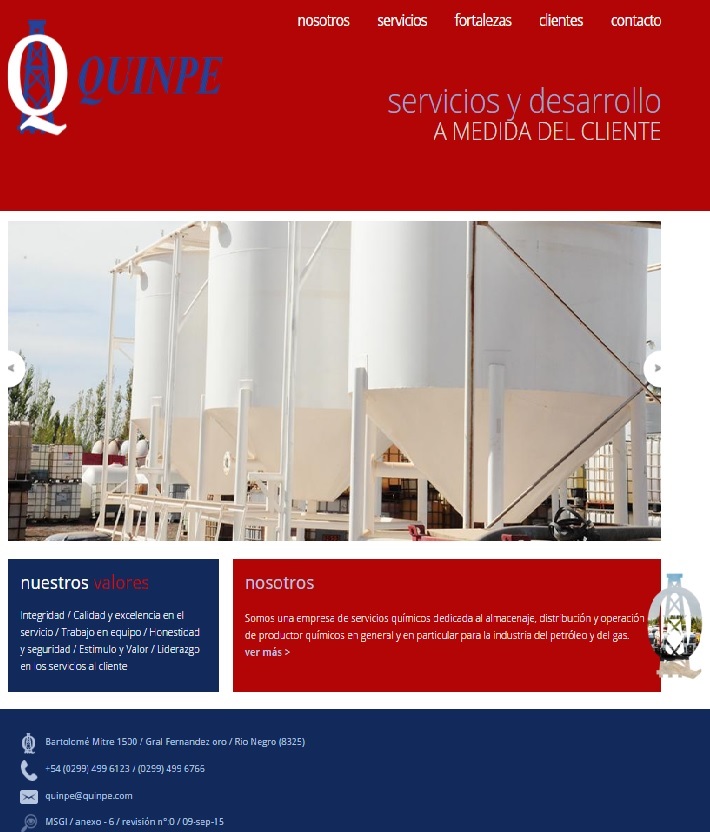 nosotros servicios fortalezas clientes contacto
QUINPE
servicios y desarrollo
A MEDIDA DEL CLIENTE
nuestros valores
Integridad / Calidad y excelencia en el
servicio / Trabajo en equipo / Honesticad
y seguridad / Estimulo y Valor / Liderazgo
en los servicios al cliente
nosotros
Somos una empresa de servicios químicos dedicada al almacenaje, distribución y operación
de productor químicos en general y en particular para la industria del petróleo y del gas.
ver más >
Bartolomé Mitre 1500 / Gral Fernandez oro / Rio Negro (8325)
+54 (0299) 499 6123 / (0299) 499 6766
quinpe@quinpe.com
MSGI / anexo - 6 / revisión nº:0 / 09-sep-15